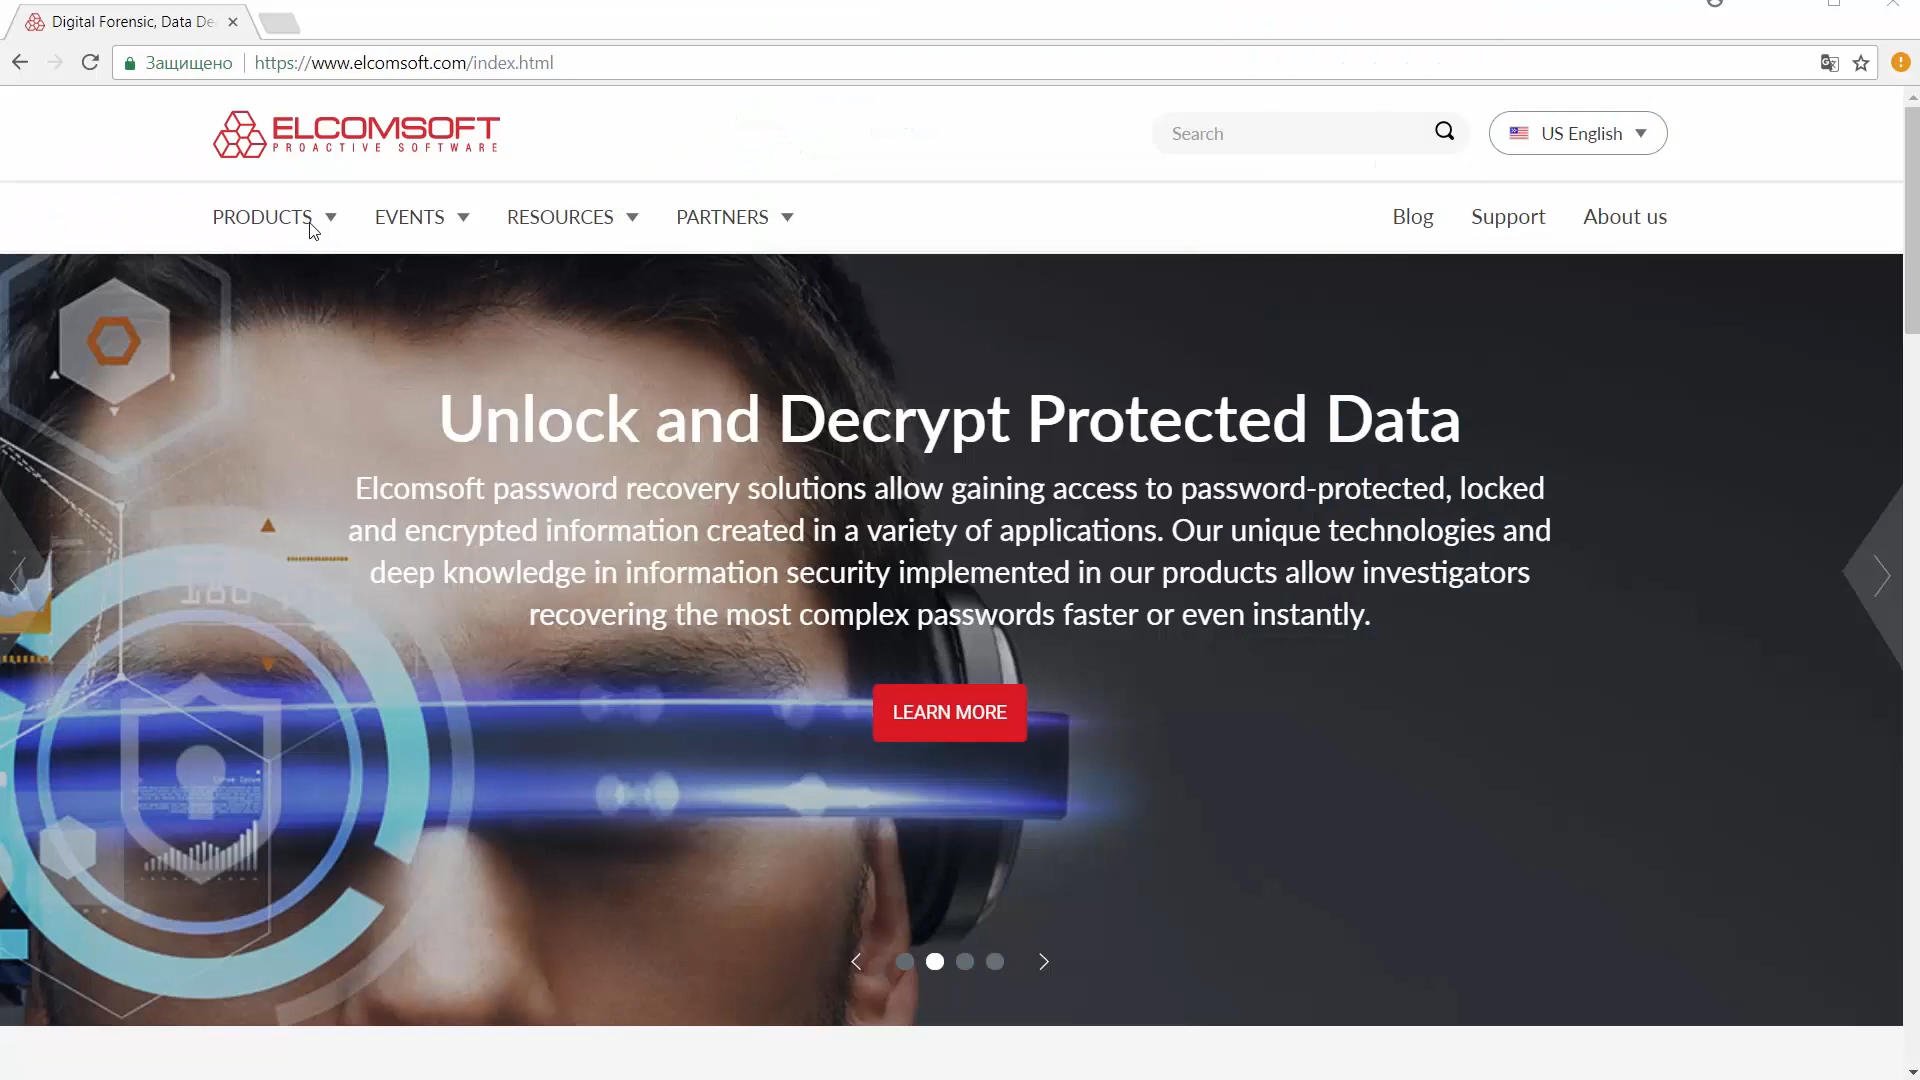 Digital Forensic, Data De
Защищено https://www.elcomsoft.com/index.html
ELCOMSOFT
PROACTIVE SOFTWARE
Search
US English
PRODUCTS EVENTS RESOURCES PARTNERS Blog Support About us
Unlock and Decrypt Protected Data
Elcomsoft password recovery solutions allow gaining access to password-protected, locked
and encrypted information created in a variety of applications. Our unique technologies and
deep knowledge in information security implemented in our products allow investigators
recovering the most complex passwords faster or even instantly.
LEARN MORE